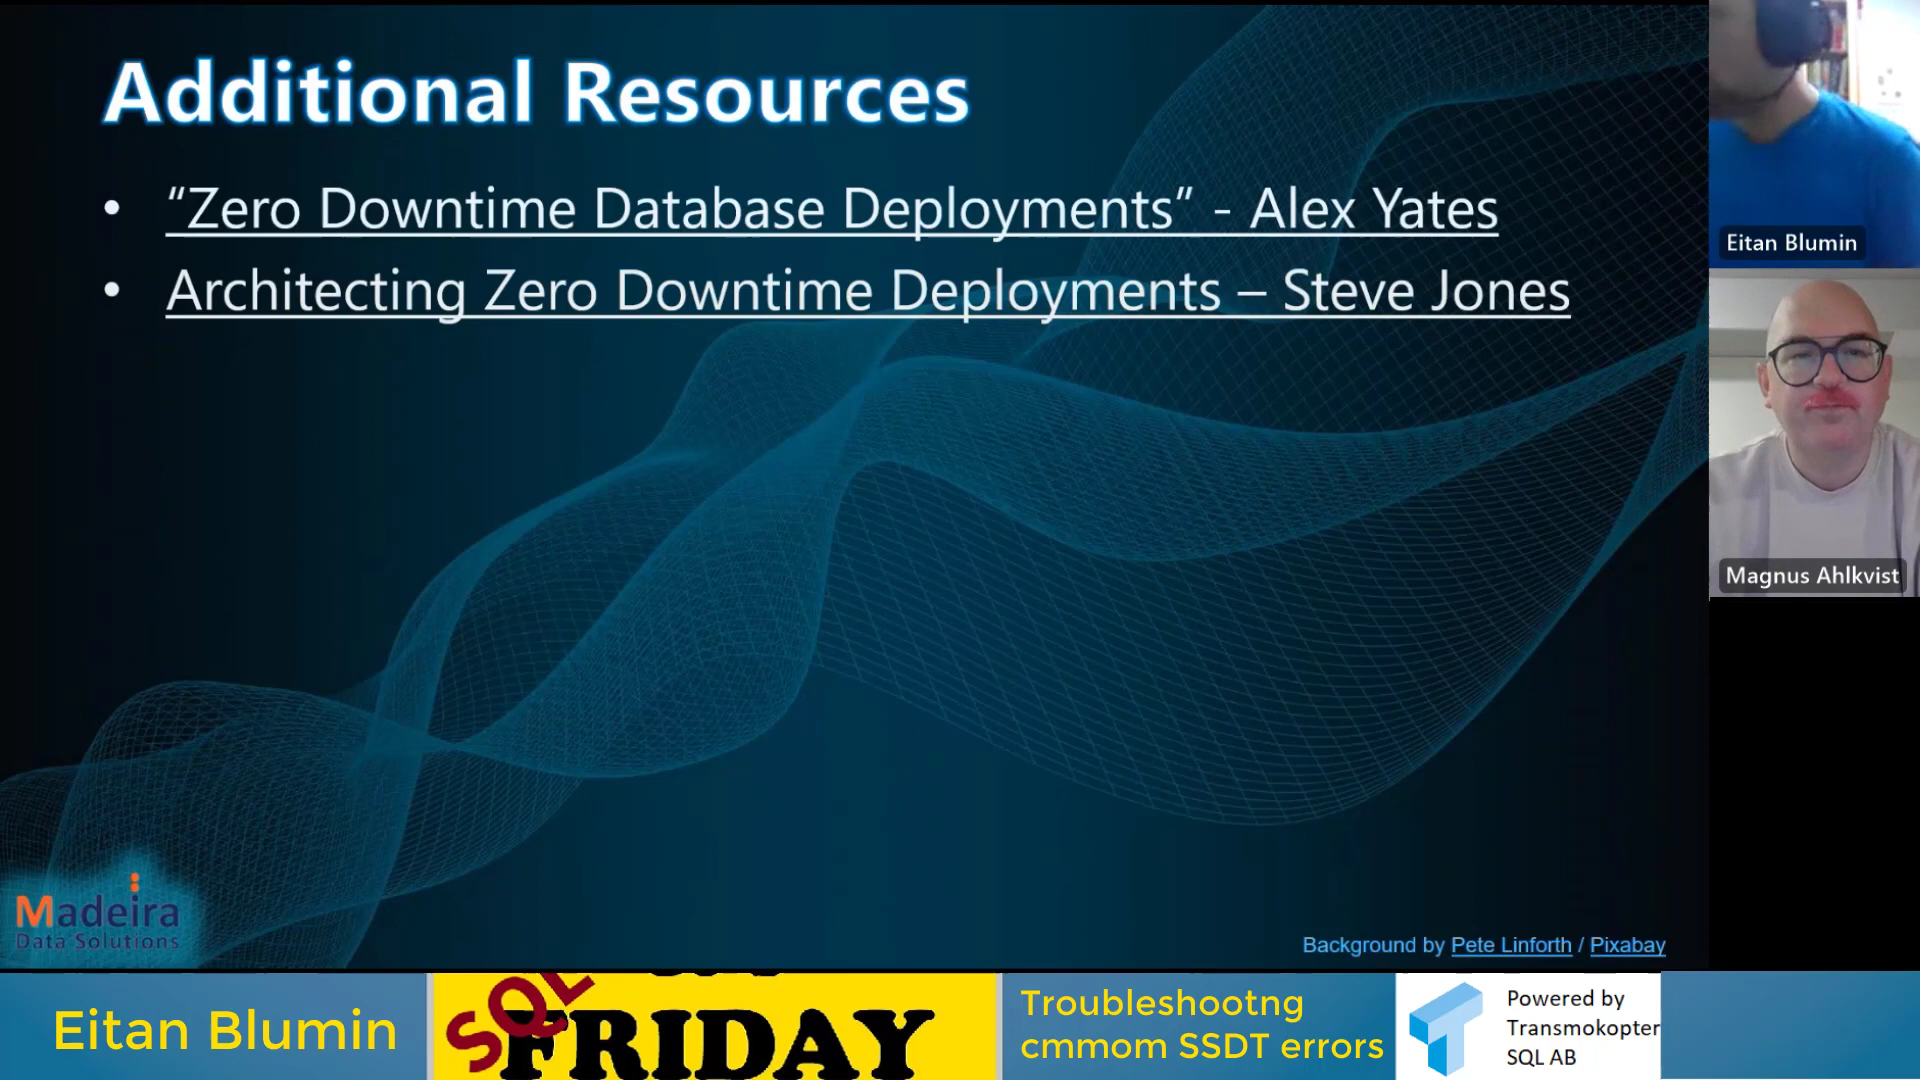 Additional Resources
• “Zero Downtime Database Deployments” - Alex Yates
• Architecting Zero Downtime Deployments – Steve Jones
Eitan Blumin
Magnus Ahlkvist
Madeira
Data Solutions
Background by Pete Linforth / Pixabay
Eitan Blumin
SQL
FRIDAY
Troubleshootng
cmmom SSDT errors
Powered by
Transmokopter
SQL AB